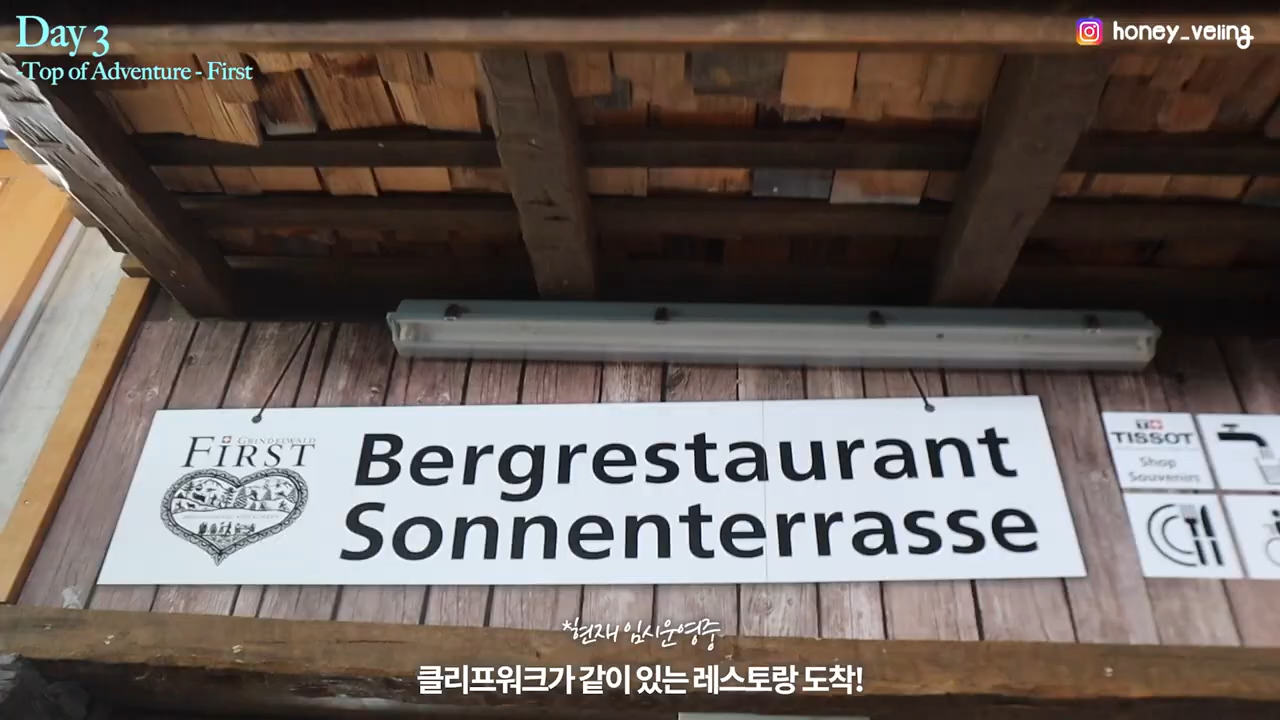 Day 3
-Top of Adventure - First
honey_veling
GRINDELWALD
FIRST
Bergrestaurant
Sonnenterrasse
TISSOT
Shop
Souvenirs
*현재 임시운영중
클리프워크가 같이 있는 레스토랑 도착!